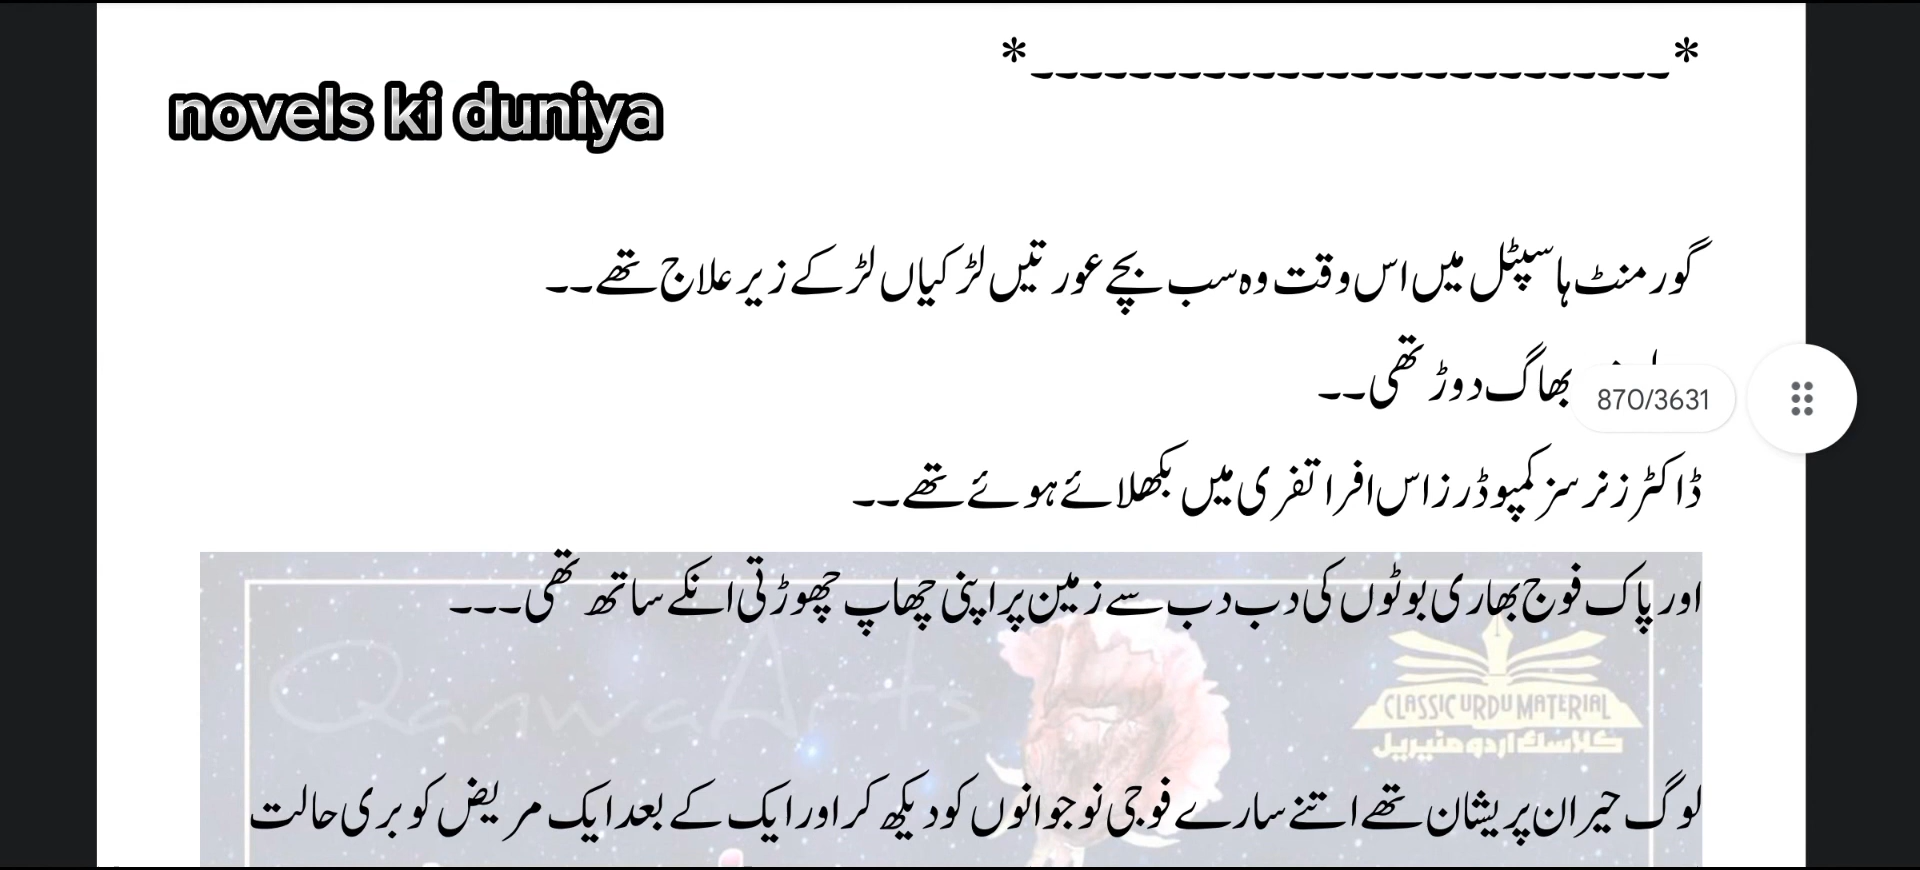 *__________________________*
novels ki duniya
گورمنٹ ہاسپٹل میں اس وقت وہ سب بچے عورتیں لڑکیاں لڑکے زیر علاج تھے۔۔
بھاگ دوڑ تھی۔۔
870/3631
ڈاکٹرز نرسز کمپوڈرز اس افراتفری میں بکھلائے ہوئے تھے۔۔
اور پاک فوج بھاری بوٹوں کی دب دب سے زمین پر اپنی چھاپ چھوڑتی انکے ساتھ تھی۔۔۔
QanwaArts
CLASSIC URDU MATERIAL
کلاسک اردو مٹیریل
لوگ حیران پریشان تھے اتنے سارے فوجی نوجوانوں کو دیکھ کر اور ایک کے بعد ایک مریض کو بری حالت